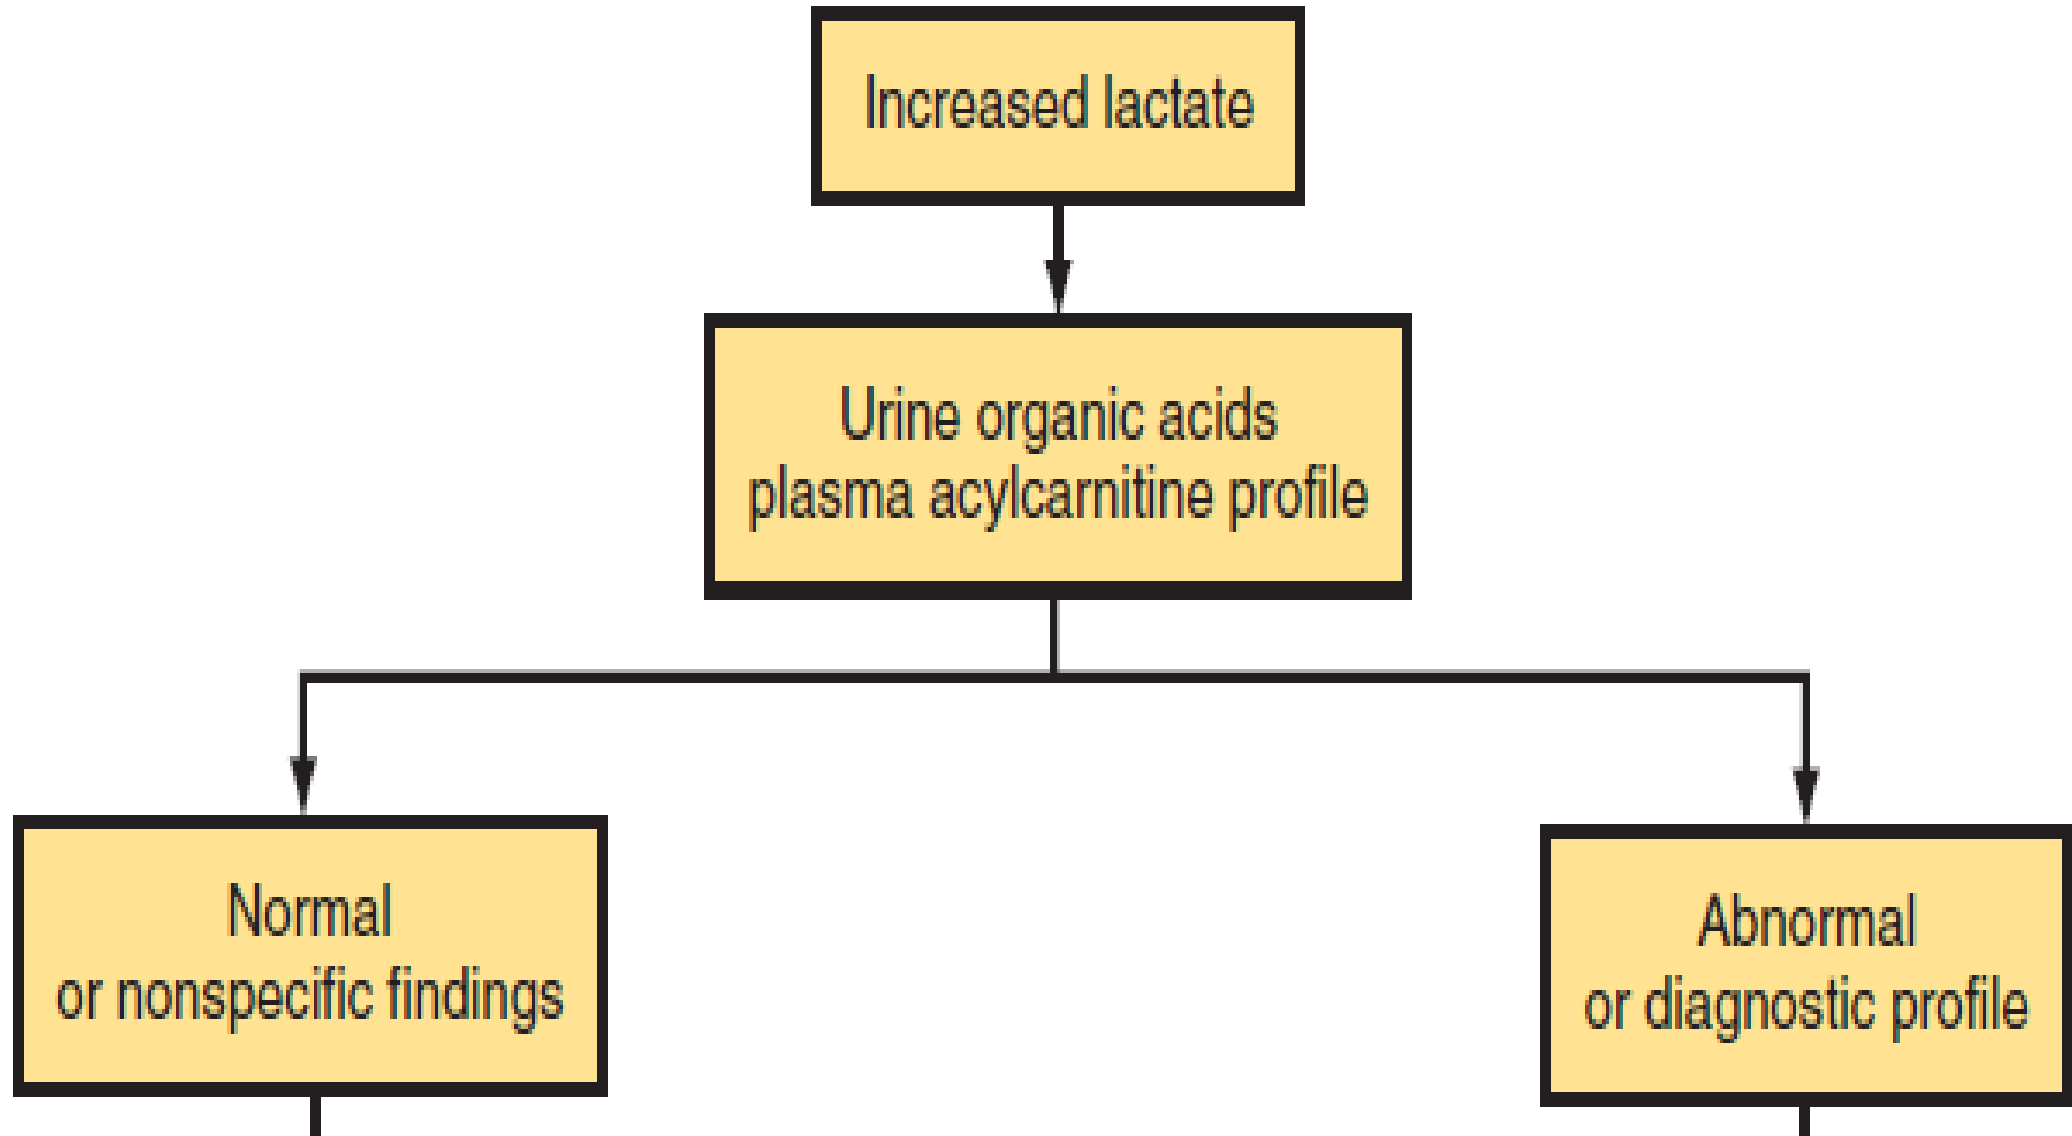 Increased lactate
Urine organic acids
plasma acylcarnitine profile
Normal
or nonspecific findings
Abnormal
or diagnostic profile